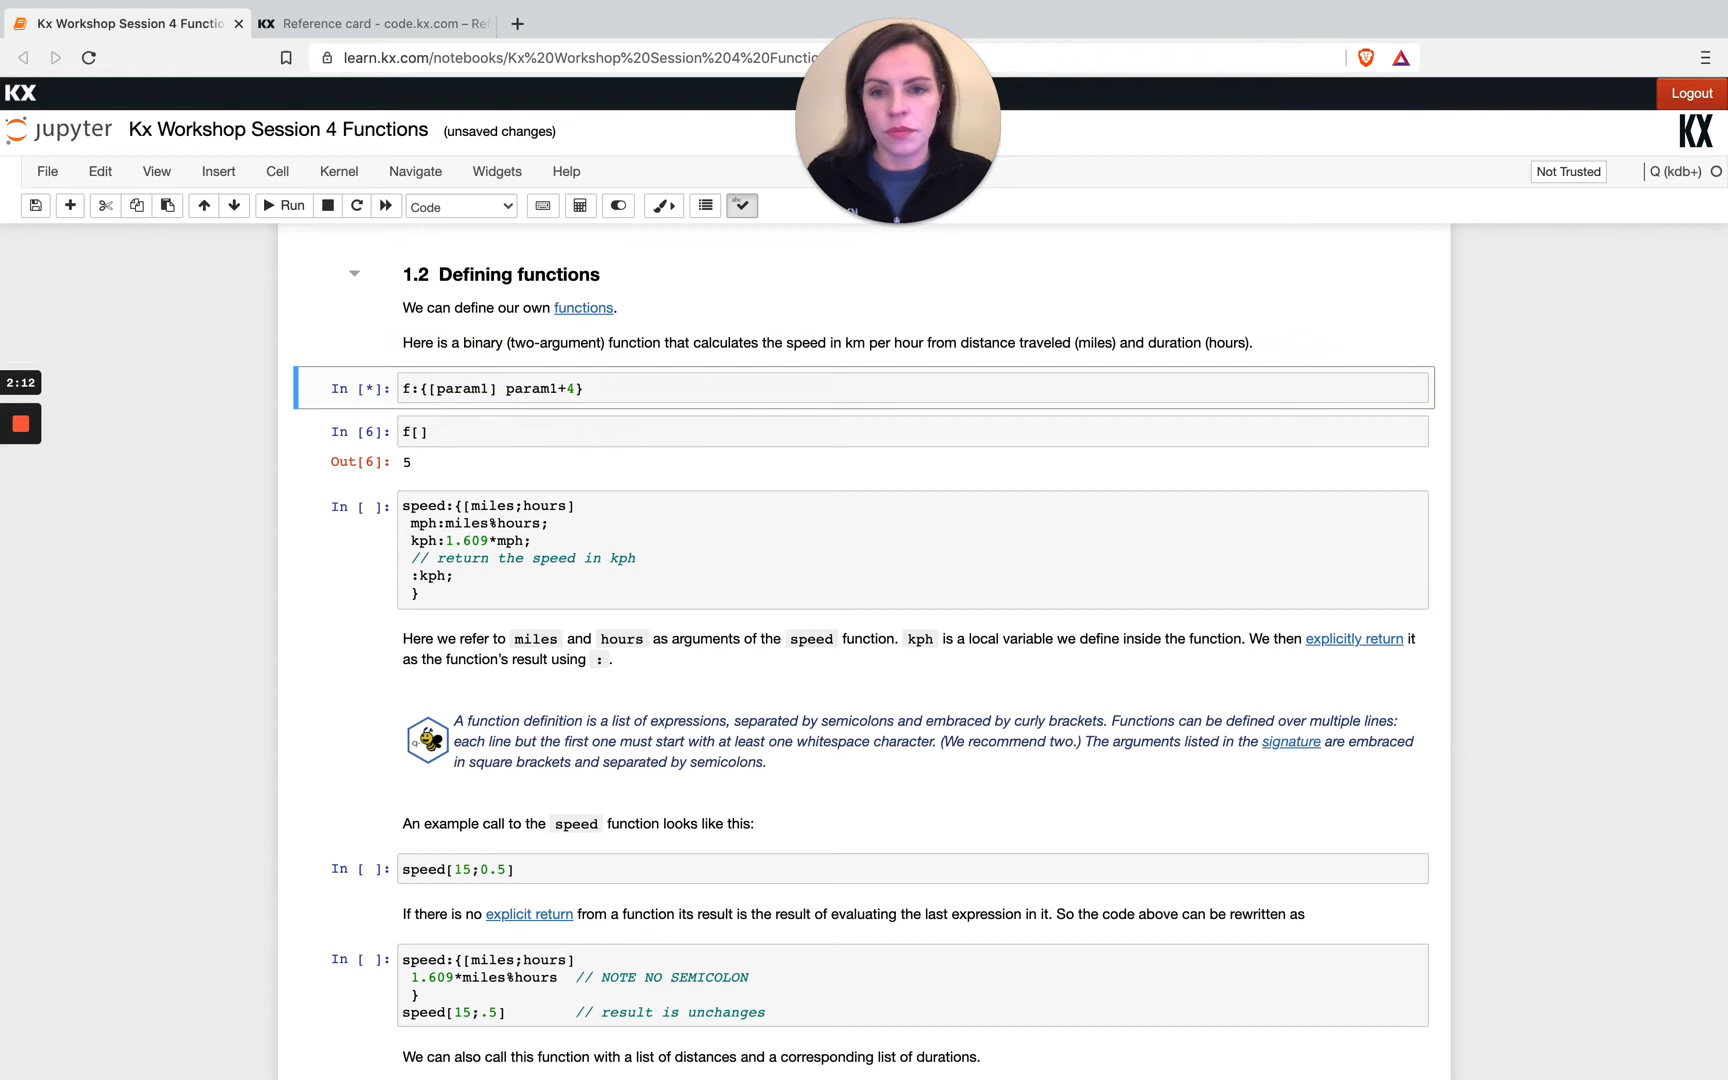 Kx Workshop Session 4 Functio
KX Reference card - code.kx.com – Ref
learn.kx.com/notebooks/Kx%20Workshop%20Session%204%20Functio
KX
Logout
jupyter Kx Workshop Session 4 Functions (unsaved changes)
KX
File Edit View Insert Cell Kernel Navigate Widgets Help
Not Trusted
Q (kdb+)
Run
Code
abc
1.2 Defining functions
We can define our own functions.
Here is a binary (two-argument) function that calculates the speed in km per hour from distance traveled (miles) and duration (hours).
2:12
In [*]: f:{[param1] param1+4}
In [6]: f[]
Out[6]: 5
In [ ]: speed:{[miles;hours]
mph:miles%hours;
kph:1.609*mph;
// return the speed in kph
:kph;
}
Here we refer to miles and hours as arguments of the speed function. kph is a local variable we define inside the function. We then explicitly return it
as the function’s result using : .
q-
A function definition is a list of expressions, separated by semicolons and embraced by curly brackets. Functions can be defined over multiple lines:
each line but the first one must start with at least one whitespace character. (We recommend two.) The arguments listed in the signature are embraced
in square brackets and separated by semicolons.
An example call to the speed function looks like this:
In [ ]: speed[15;0.5]
If there is no explicit return from a function its result is the result of evaluating the last expression in it. So the code above can be rewritten as
In [ ]: speed:{[miles;hours]
1.609*miles%hours // NOTE NO SEMICOLON
}
speed[15;.5] // result is unchanges
We can also call this function with a list of distances and a corresponding list of durations.